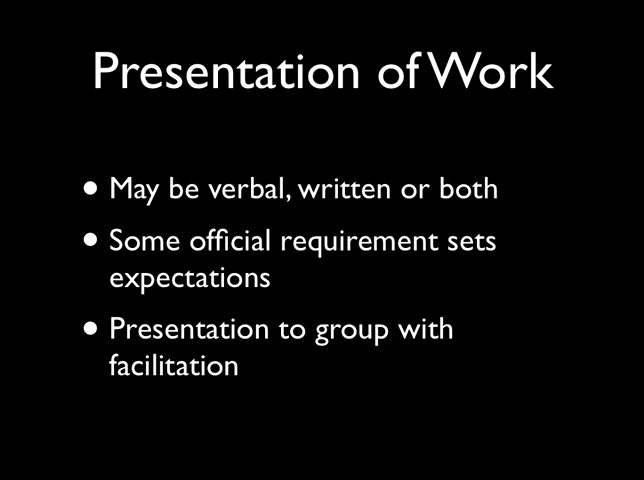 Presentation of Work
• May be verbal, written or both
• Some official requirement sets
expectations
• Presentation to group with
facilitation